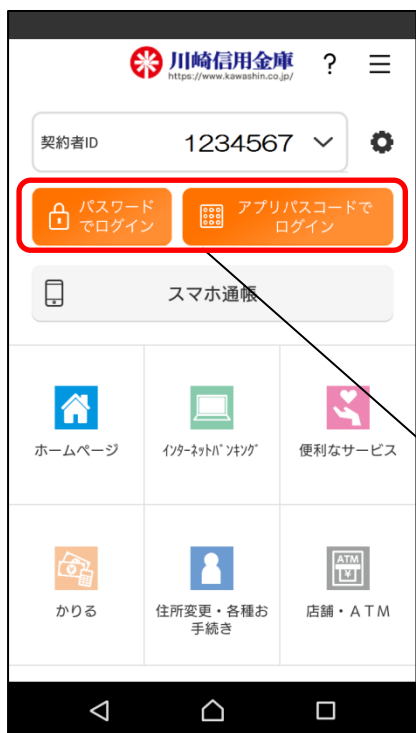 川崎信用金庫
https://www.kawashin.co.jp/
?
契約者ID
1234567
パスワード
でログイン
アプリパスコードで
ログイン
スマホ通帳
ホームページ
インターネットバンキング
便利なサービス
かりる
住所変更・各種お
手続き
ATM
店舗・ＡＴＭ